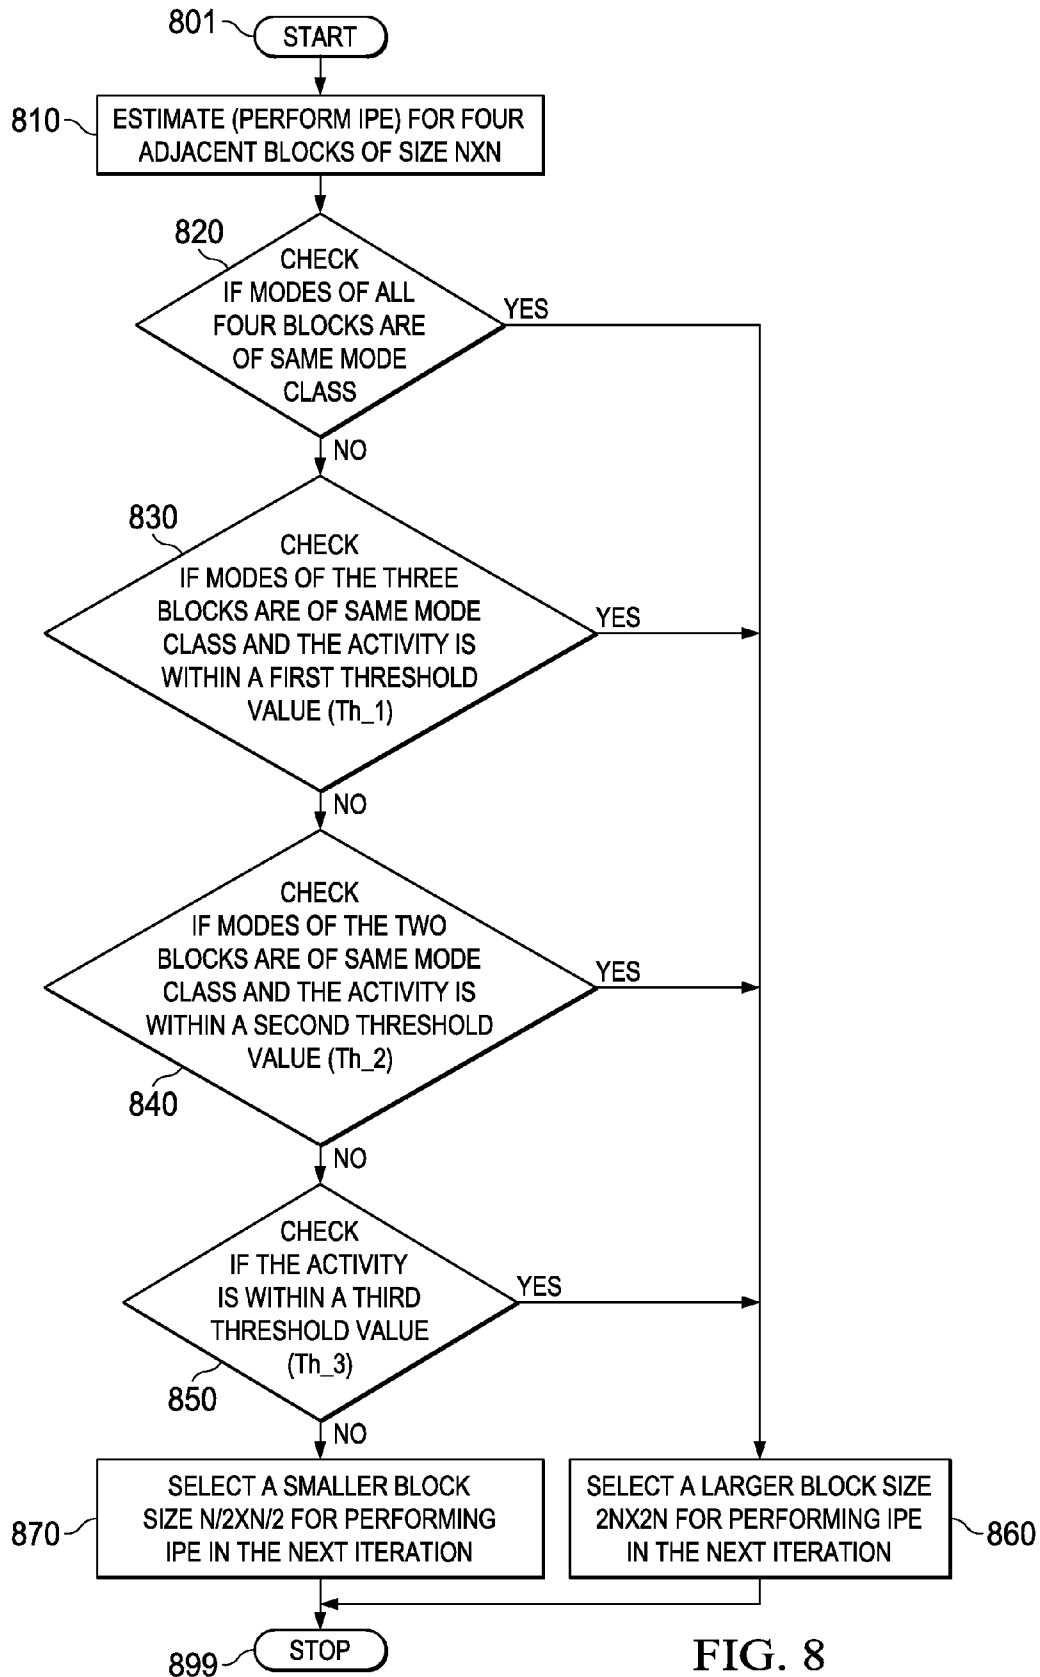 801
START
810
ESTIMATE (PERFORM IPE) FOR FOUR
ADJACENT BLOCKS OF SIZE NXN
820
CHECK
IF MODES OF ALL
FOUR BLOCKS ARE
OF SAME MODE
CLASS
YES
NO
830
CHECK
IF MODES OF THE THREE
BLOCKS ARE OF SAME MODE
CLASS AND THE ACTIVITY IS
WITHIN A FIRST THRESHOLD
VALUE (Th_1)
YES
NO
CHECK
IF MODES OF THE TWO
BLOCKS ARE OF SAME MODE
CLASS AND THE ACTIVITY IS
WITHIN A SECOND THRESHOLD
VALUE (Th_2)
YES
840
NO
CHECK
IF THE ACTIVITY
IS WITHIN A THIRD
THRESHOLD VALUE
(Th_3)
YES
850
NO
SELECT A SMALLER BLOCK
SIZE N/2XN/2 FOR PERFORMING
IPE IN THE NEXT ITERATION
870
SELECT A LARGER BLOCK SIZE
2NX2N FOR PERFORMING IPE
IN THE NEXT ITERATION
860
STOP
899
FIG. 8